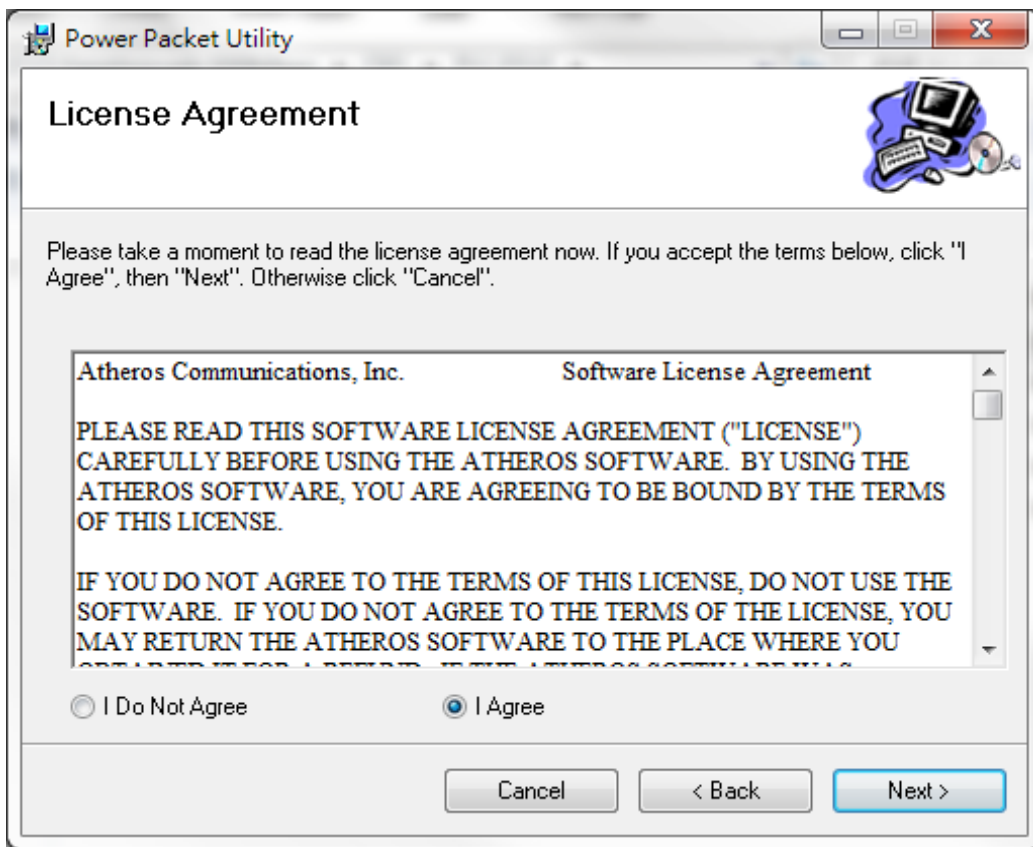 Power Packet Utility
License Agreement
Please take a moment to read the license agreement now. If you accept the terms below, click "I
Agree", then "Next". Otherwise click "Cancel".
Atheros Communications, Inc. Software License Agreement
PLEASE READ THIS SOFTWARE LICENSE AGREEMENT ("LICENSE")
CAREFULLY BEFORE USING THE ATHEROS SOFTWARE. BY USING THE
ATHEROS SOFTWARE, YOU ARE AGREEING TO BE BOUND BY THE TERMS
OF THIS LICENSE.
IF YOU DO NOT AGREE TO THE TERMS OF THIS LICENSE, DO NOT USE THE
SOFTWARE. IF YOU DO NOT AGREE TO THE TERMS OF THE LICENSE, YOU
MAY RETURN THE ATHEROS SOFTWARE TO THE PLACE WHERE YOU
I Do Not Agree I Agree
Cancel < Back Next >